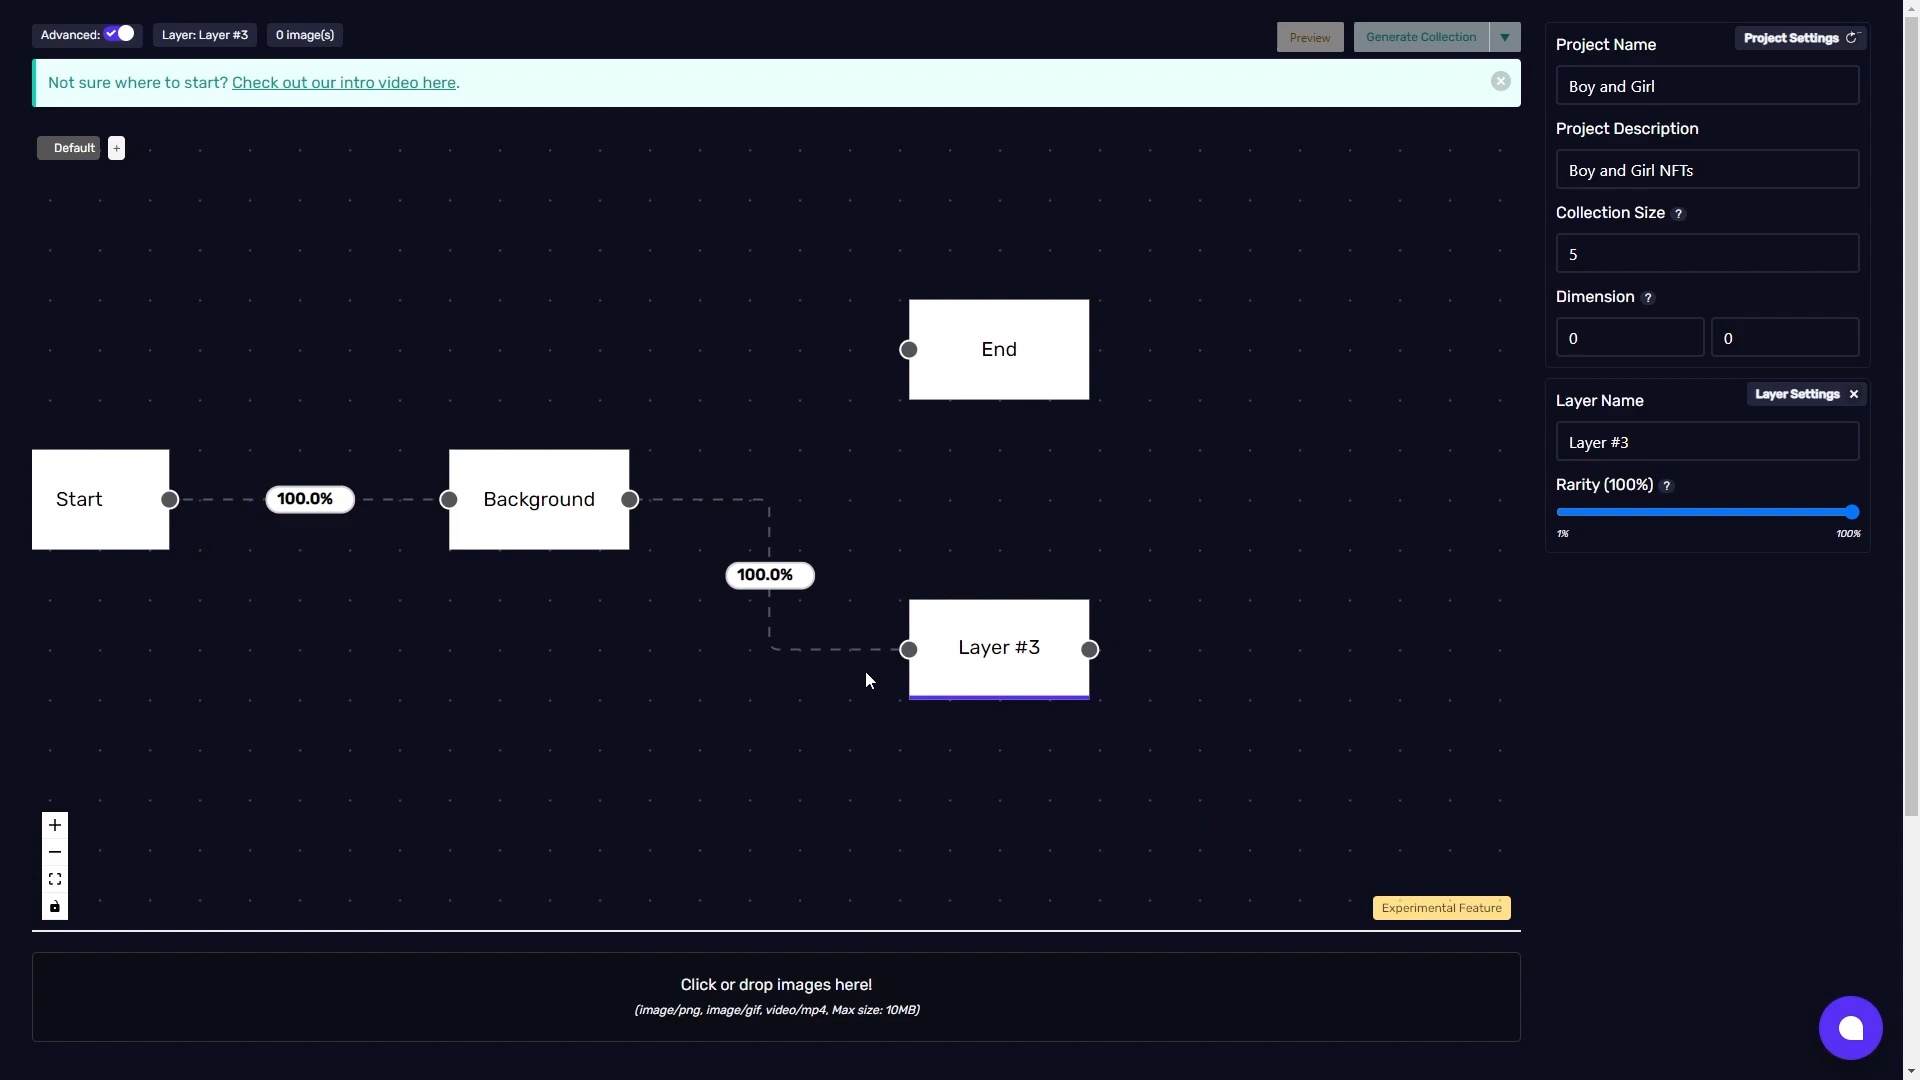 Advanced:
Layer: Layer #3
0 image(s)
Preview
Generate Collection
Not sure where to start? Check out our intro video here.
Default
+
End
Start
100.0%
Background
100.0%
Layer #3
Experimental Feature
Click or drop images here!
(image/png, image/gif, video/mp4, Max size: 10MB)
Project Name
Project Settings
Boy and Girl
Project Description
Boy and Girl NFTs
Collection Size ?
5
Dimension ?
0
0
Layer Name
Layer Settings
Layer #3
Rarity (100%) ?
1%
100%